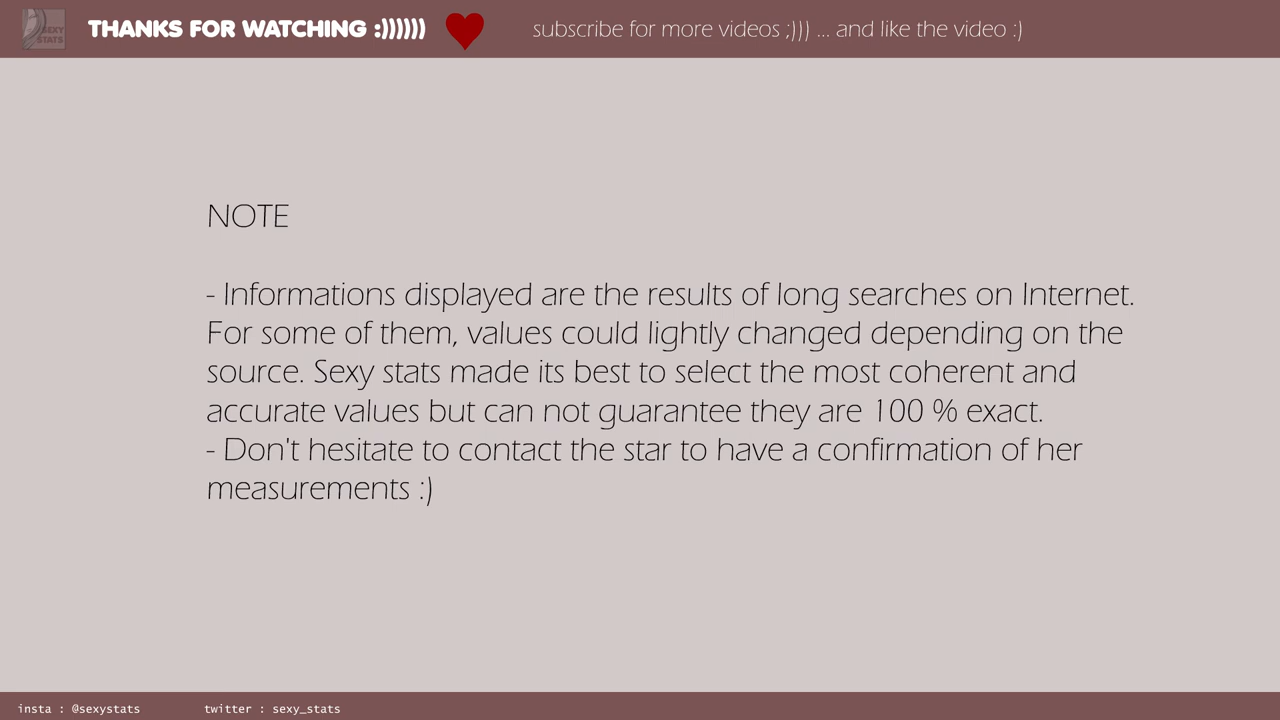 SEXY
STATS
THANKS FOR WATCHING :))))))
subscribe for more videos ;))) ... and like the video :)
NOTE
- Informations displayed are the results of long searches on Internet.
For some of them, values could lightly changed depending on the
source. Sexy stats made its best to select the most coherent and
accurate values but can not guarantee they are 100 % exact.
- Don't hesitate to contact the star to have a confirmation of her
measurements :)
insta : @sexystats
twitter : sexy_stats